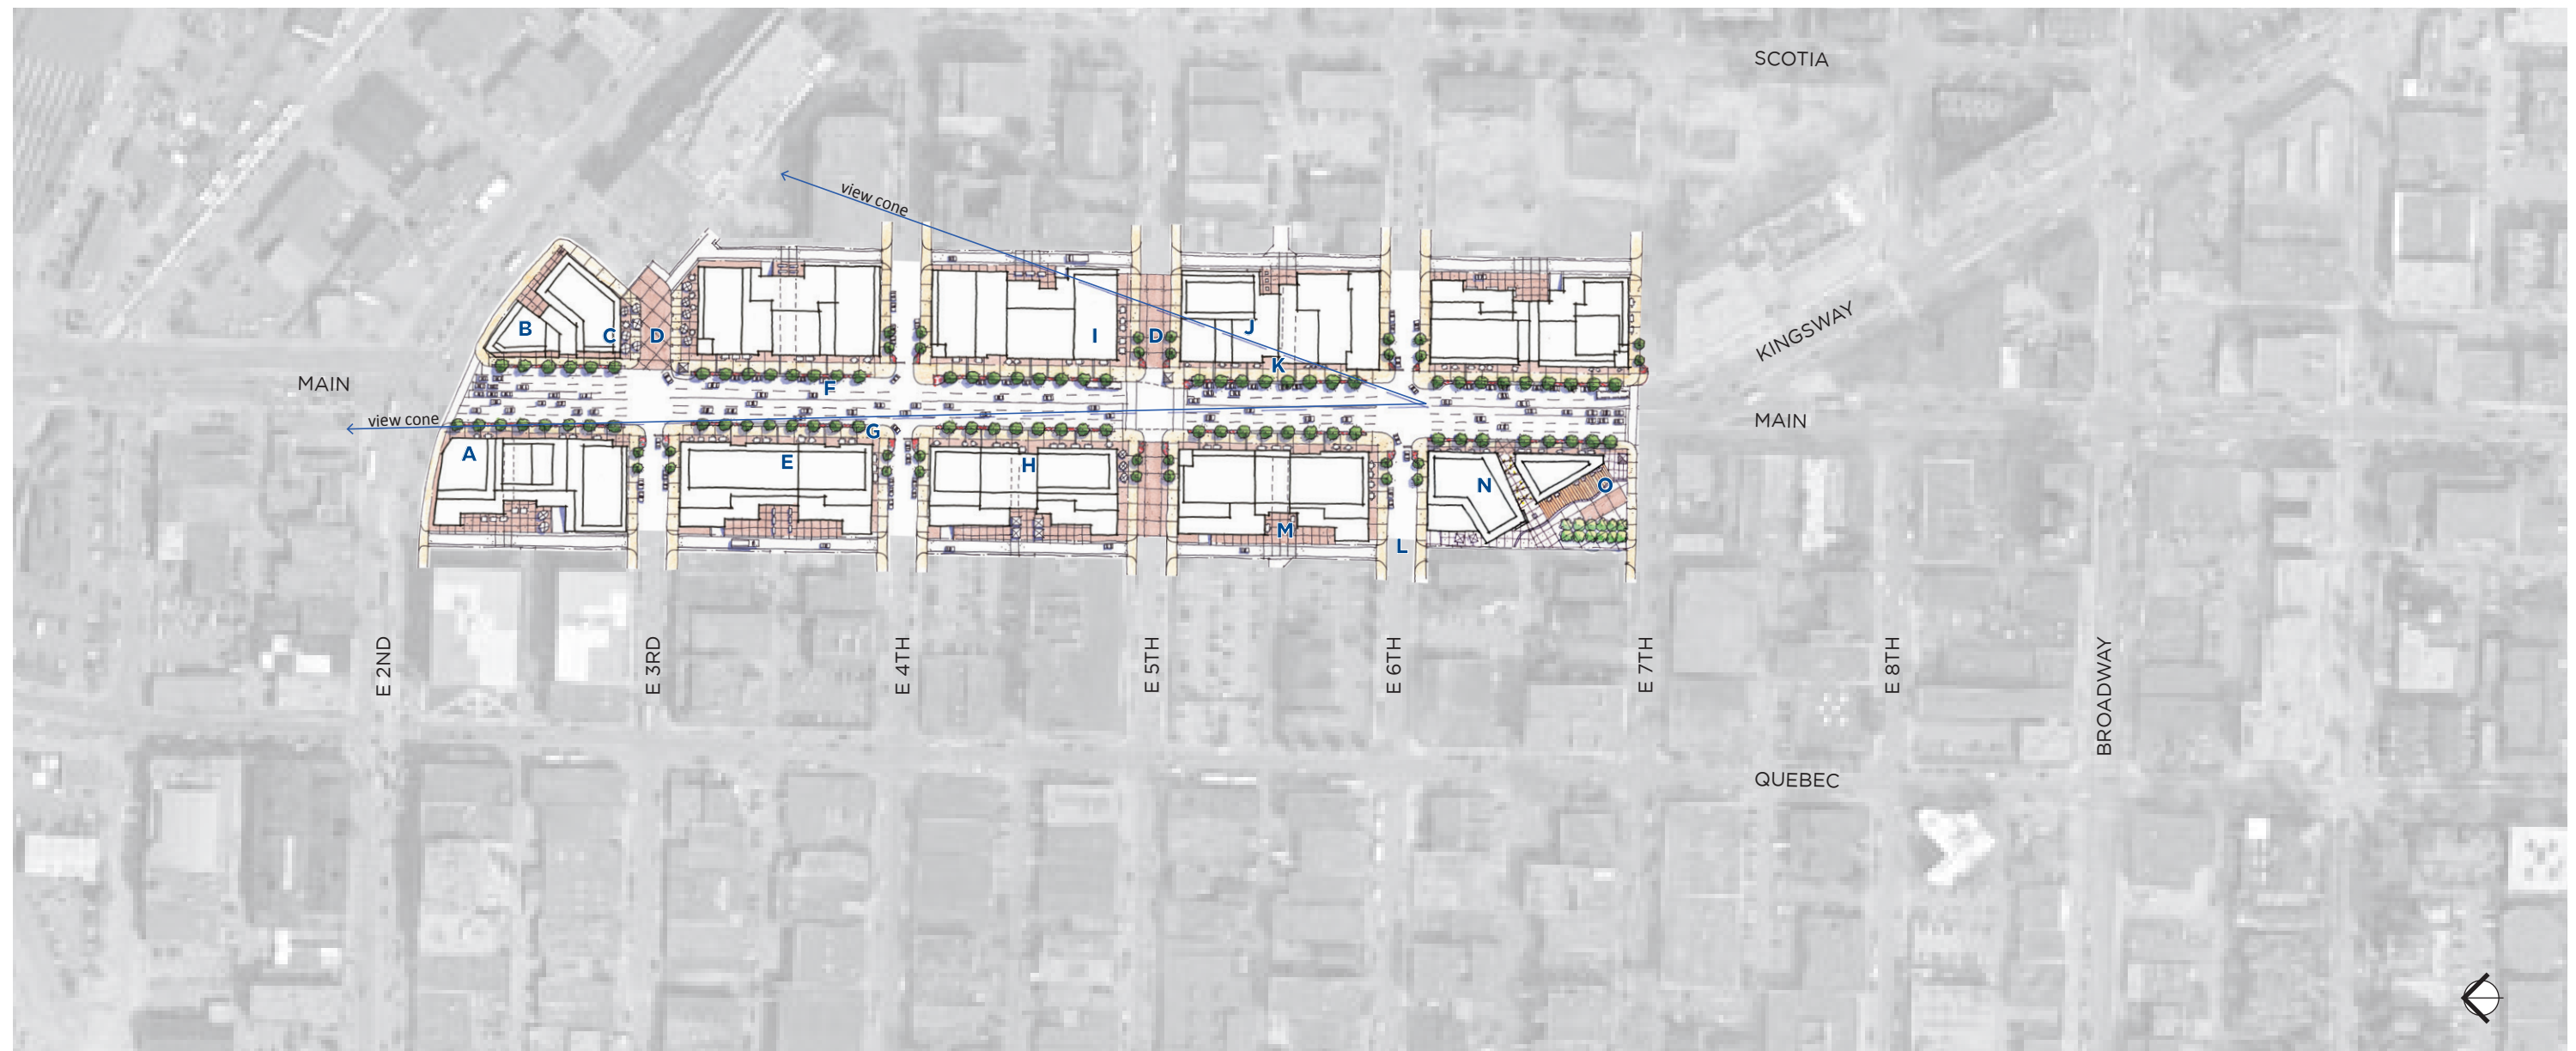 SCOTIA
view cone
KINGSWAY
B
C
D
I
D
J
K
MAIN
F
view cone
G
MAIN
A
E
H
N
O
M
L
E 2ND
E 3RD
E 4TH
E 5TH
E 6TH
E 7TH
E 8TH
BROADWAY
QUEBEC